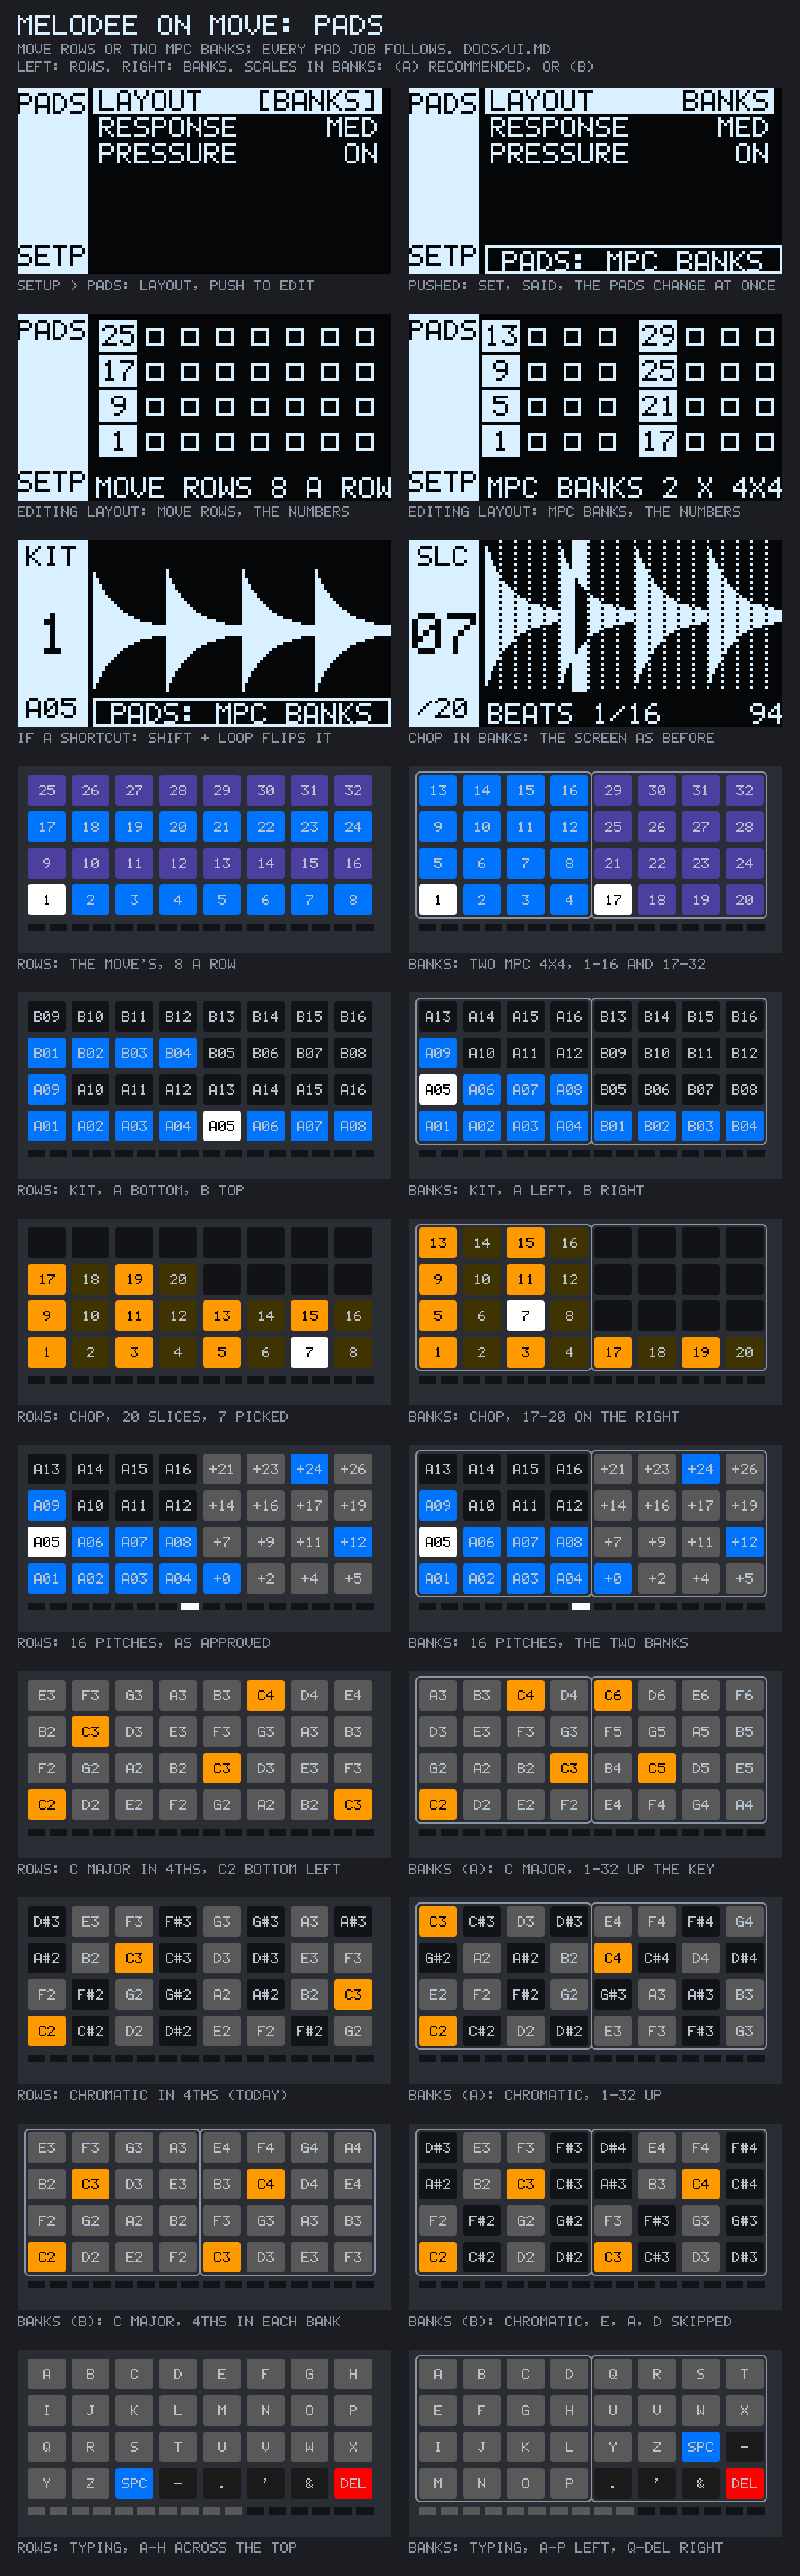 MELODEE ON MOVE: PADS
MOVE ROWS OR TWO MPC BANKS; EVERY PAD JOB FOLLOWS. DOCS/UI.MD
LEFT: ROWS. RIGHT: BANKS. SCALES IN BANKS: (A) RECOMMENDED, OR (B)
PADS LAYOUT [BANKS]
RESPONSE MED
PRESSURE ON
SETP
SETUP > PADS: LAYOUT, PUSH TO EDIT
PADS LAYOUT BANKS
RESPONSE MED
PRESSURE ON
SETP PADS: MPC BANKS
PUSHED: SET, SAID, THE PADS CHANGE AT ONCE
PADS 25
17
9
1
SETP MOVE ROWS 8 A ROW
EDITING LAYOUT: MOVE ROWS, THE NUMBERS
PADS 13 29
9 25
5 21
1 17
SETP MPC BANKS 2 X 4X4
EDITING LAYOUT: MPC BANKS, THE NUMBERS
KIT
1
A05 PADS: MPC BANKS
IF A SHORTCUT: SHIFT + LOOP FLIPS IT
SLC
07
/20 BEATS 1/16 94
CHOP IN BANKS: THE SCREEN AS BEFORE
25 26 27 28 29 30 31 32
17 18 19 20 21 22 23 24
9 10 11 12 13 14 15 16
1 2 3 4 5 6 7 8
ROWS: THE MOVE'S, 8 A ROW
13 14 15 16 29 30 31 32
9 10 11 12 25 26 27 28
5 6 7 8 21 22 23 24
1 2 3 4 17 18 19 20
BANKS: TWO MPC 4X4, 1-16 AND 17-32
B09 B10 B11 B12 B13 B14 B15 B16
B01 B02 B03 B04 B05 B06 B07 B08
A09 A10 A11 A12 A13 A14 A15 A16
A01 A02 A03 A04 A05 A06 A07 A08
ROWS: KIT, A BOTTOM, B TOP
A13 A14 A15 A16 B13 B14 B15 B16
A09 A10 A11 A12 B09 B10 B11 B12
A05 A06 A07 A08 B05 B06 B07 B08
A01 A02 A03 A04 B01 B02 B03 B04
BANKS: KIT, A LEFT, B RIGHT
17 18 19 20
9 10 11 12 13 14 15 16
1 2 3 4 5 6 7 8
ROWS: CHOP, 20 SLICES, 7 PICKED
13 14 15 16
9 10 11 12
5 6 7 8
1 2 3 4 17 18 19 20
BANKS: CHOP, 17-20 ON THE RIGHT
A13 A14 A15 A16 +21 +23 +24 +26
A09 A10 A11 A12 +14 +16 +17 +19
A05 A06 A07 A08 +7 +9 +11 +12
A01 A02 A03 A04 +0 +2 +4 +5
ROWS: 16 PITCHES, AS APPROVED
A13 A14 A15 A16 +21 +23 +24 +26
A09 A10 A11 A12 +14 +16 +17 +19
A05 A06 A07 A08 +7 +9 +11 +12
A01 A02 A03 A04 +0 +2 +4 +5
BANKS: 16 PITCHES, THE TWO BANKS
E3 F3 G3 A3 B3 C4 D4 E4
B2 C3 D3 E3 F3 G3 A3 B3
F2 G2 A2 B2 C3 D3 E3 F3
C2 D2 E2 F2 G2 A2 B2 C3
ROWS: C MAJOR IN 4THS, C2 BOTTOM LEFT
A3 B3 C4 D4 C6 D6 E6 F6
D3 E3 F3 G3 F5 G5 A5 B5
G2 A2 B2 C3 B4 C5 D5 E5
C2 D2 E2 F2 E4 F4 G4 A4
BANKS (A): C MAJOR, 1-32 UP THE KEY
D#3 E3 F3 F#3 G3 G#3 A3 A#3
A#2 B2 C3 C#3 D3 D#3 E3 F3
F2 F#2 G2 G#2 A2 A#2 B2 C3
C2 C#2 D2 D#2 E2 F2 F#2 G2
ROWS: CHROMATIC IN 4THS (TODAY)
C3 C#3 D3 D#3 E4 F4 F#4 G4
G#2 A2 A#2 B2 C4 C#4 D4 D#4
E2 F2 F#2 G2 G#3 A3 A#3 B3
C2 C#2 D2 D#2 E3 F3 F#3 G3
BANKS (A): CHROMATIC, 1-32 UP
E3 F3 G3 A3 E4 F4 G4 A4
B2 C3 D3 E3 B3 C4 D4 E4
F2 G2 A2 B2 F3 G3 A3 B3
C2 D2 E2 F2 C3 D3 E3 F3
BANKS (B): C MAJOR, 4THS IN EACH BANK
D#3 E3 F3 F#3 D#4 E4 F4 F#4
A#2 B2 C3 C#3 A#3 B3 C4 C#4
F2 F#2 G2 G#2 F3 F#3 G3 G#3
C2 C#2 D2 D#2 C3 C#3 D3 D#3
BANKS (B): CHROMATIC, E, A, D SKIPPED
A B C D E F G H
I J K L M N O P
Q R S T U V W X
Y Z SPC - . ' & DEL
ROWS: TYPING, A-H ACROSS THE TOP
A B C D Q R S T
E F G H U V W X
I J K L Y Z SPC -
M N O P . ' & DEL
BANKS: TYPING, A-P LEFT, Q-DEL RIGHT